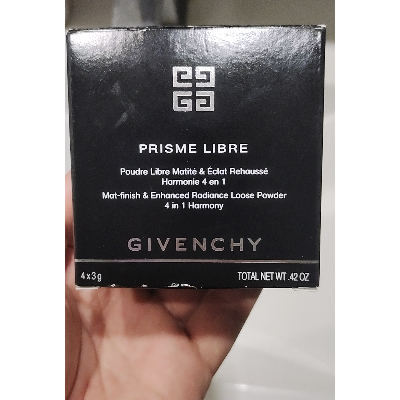 PRISME LIBRE
Poudre Libre Matité & Éclat Rehaussé
Harmonie 4 en 1
Mat-finish & Enhanced Radiance Loose Powder
4 in 1 Harmony
GIVENCHY
4 x 3 g TOTAL NET WT .42 OZ